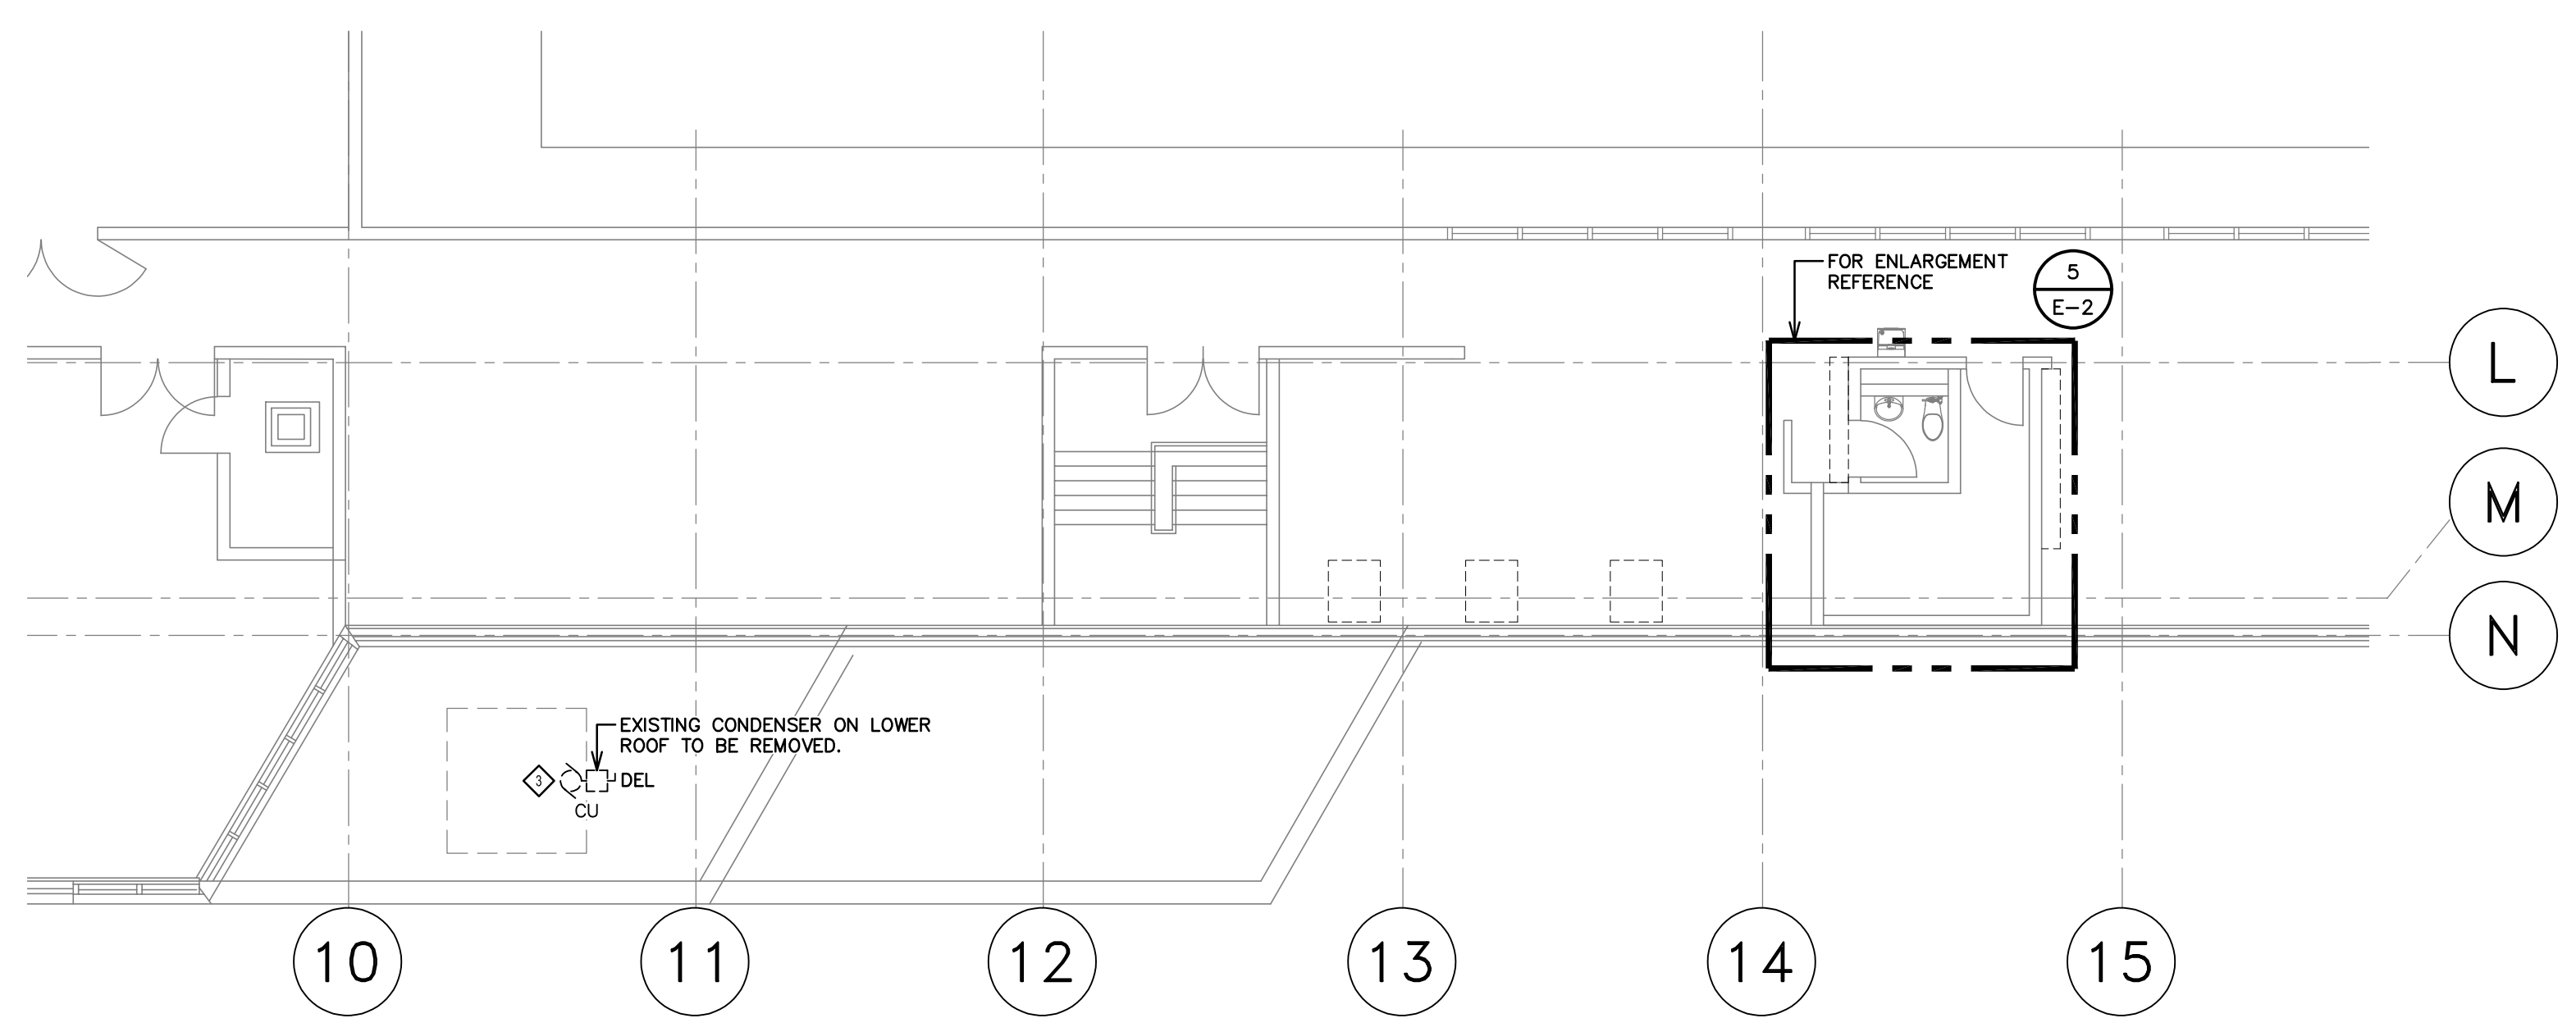 FOR ENLARGEMENT
REFERENCE
5
E-2
L
M
N
EXISTING CONDENSER ON LOWER
ROOF TO BE REMOVED.
3
DEL
CU
10
11
12
13
14
15